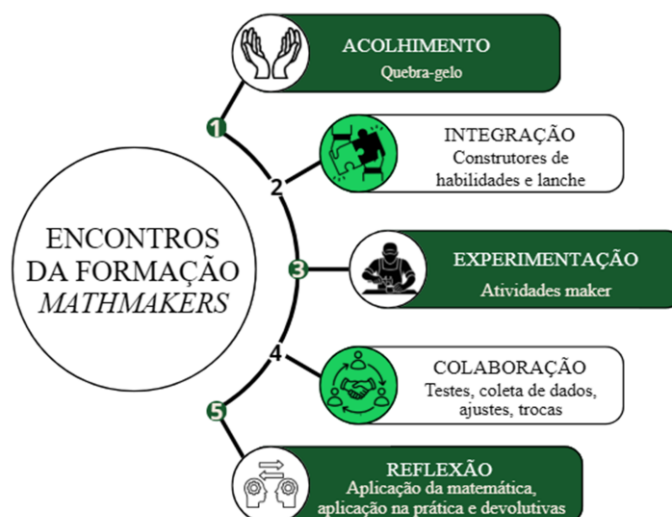 ENCONTROS
DA FORMAÇÃO
MATHMAKERS
1
ACOLHIMENTO
Quebra-gelo
2
INTEGRAÇÃO
Construtores de
habilidades e lanche
3
EXPERIMENTAÇÃO
Atividades maker
4
COLABORAÇÃO
Testes, coleta de dados,
ajustes, trocas
5
REFLEXÃO
Aplicação da matemática,
aplicação na prática e devolutivas